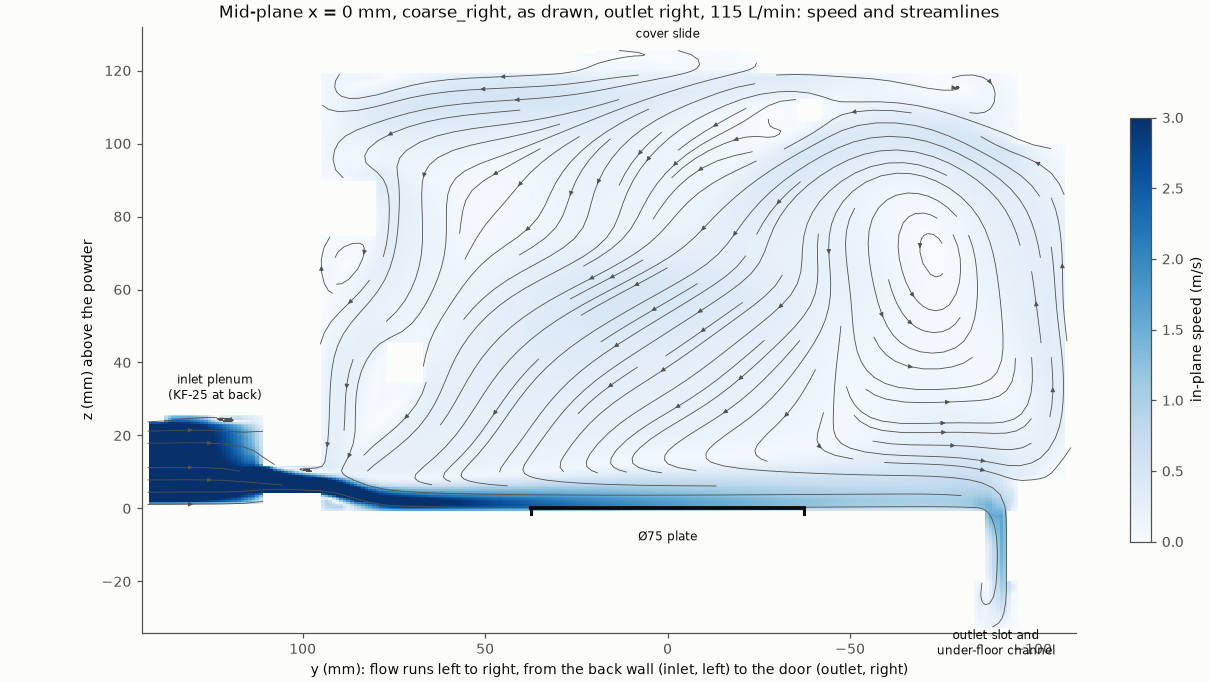 Mid-plane x = 0 mm, coarse_right, as drawn, outlet right, 115 L/min: speed and streamlines
cover slide
120
100
80
60
40
20
0
−20
z (mm) above the powder
inlet plenum
(KF-25 at back)
Ø75 plate
outlet slot and
under-floor channel
100
50
0
−50
−100
y (mm): flow runs left to right, from the back wall (inlet, left) to the door (outlet, right)
3.0
2.5
2.0
1.5
1.0
0.5
0.0
in-plane speed (m/s)